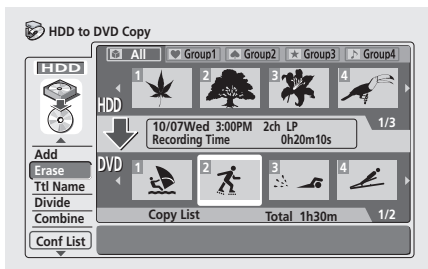 HDD to DVD Copy
All Group1 Group2 Group3 Group4
HDD
HDD
1 2 3 4
10/07Wed 3:00PM 2ch LP
Recording Time 0h20m10s
1/3
Add
Erase
Ttl Name
Divide
Combine
Conf List
DVD
1 2 3 4
Copy List Total 1h30m 1/2